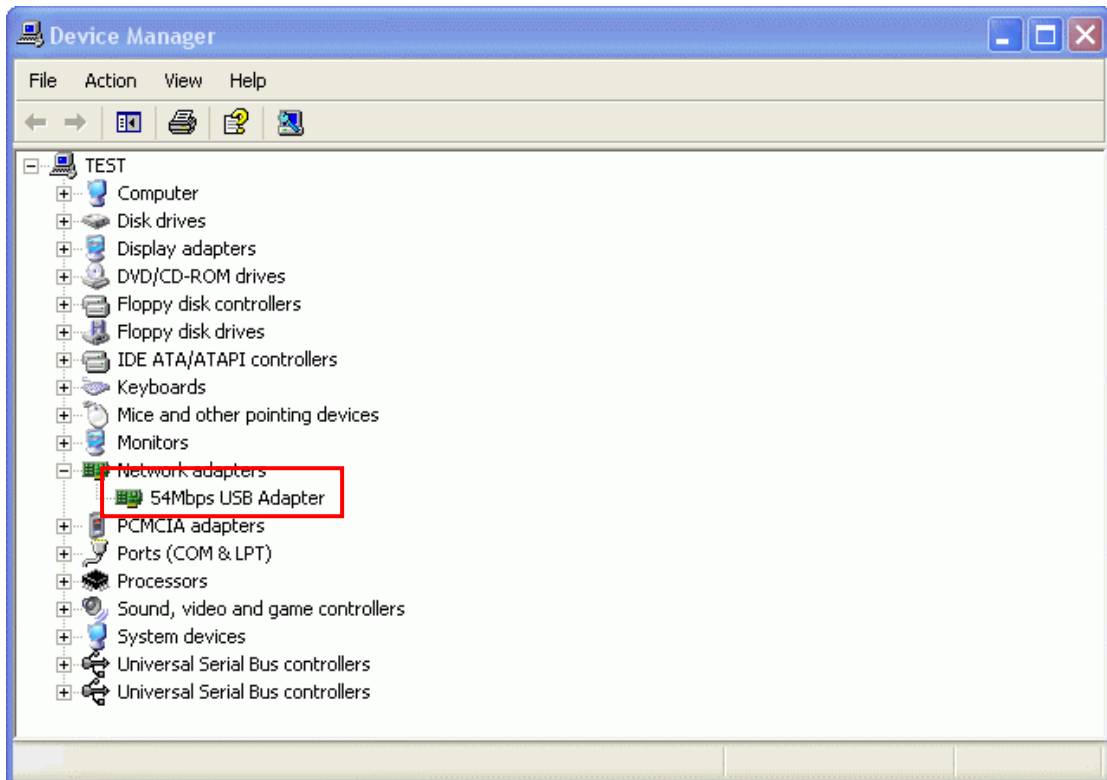 Device Manager
File Action View Help
TEST
Computer
Disk drives
Display adapters
DVD/CD-ROM drives
Floppy disk controllers
Floppy disk drives
IDE ATA/ATAPI controllers
Keyboards
Mice and other pointing devices
Monitors
Network adapters
54Mbps USB Adapter
PCMCIA adapters
Ports (COM & LPT)
Processors
Sound, video and game controllers
System devices
Universal Serial Bus controllers
Universal Serial Bus controllers